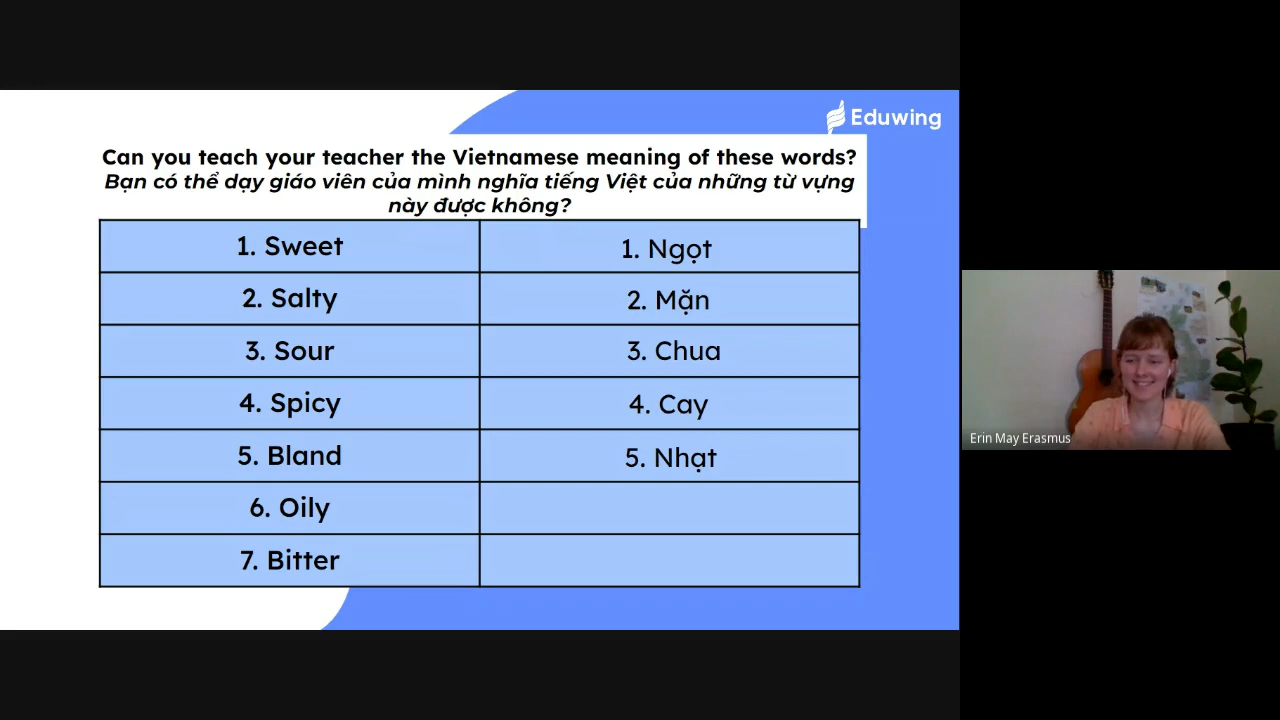 Eduwing
Can you teach your teacher the Vietnamese meaning of these words?
Bạn có thể dạy giáo viên của mình nghĩa tiếng Việt của những từ vựng
này được không?
1. Sweet
1. Ngọt
2. Salty
2. Mặn
3. Sour
3. Chua
4. Spicy
4. Cay
5. Bland
5. Nhạt
6. Oily
7. Bitter
Erin May Erasmus